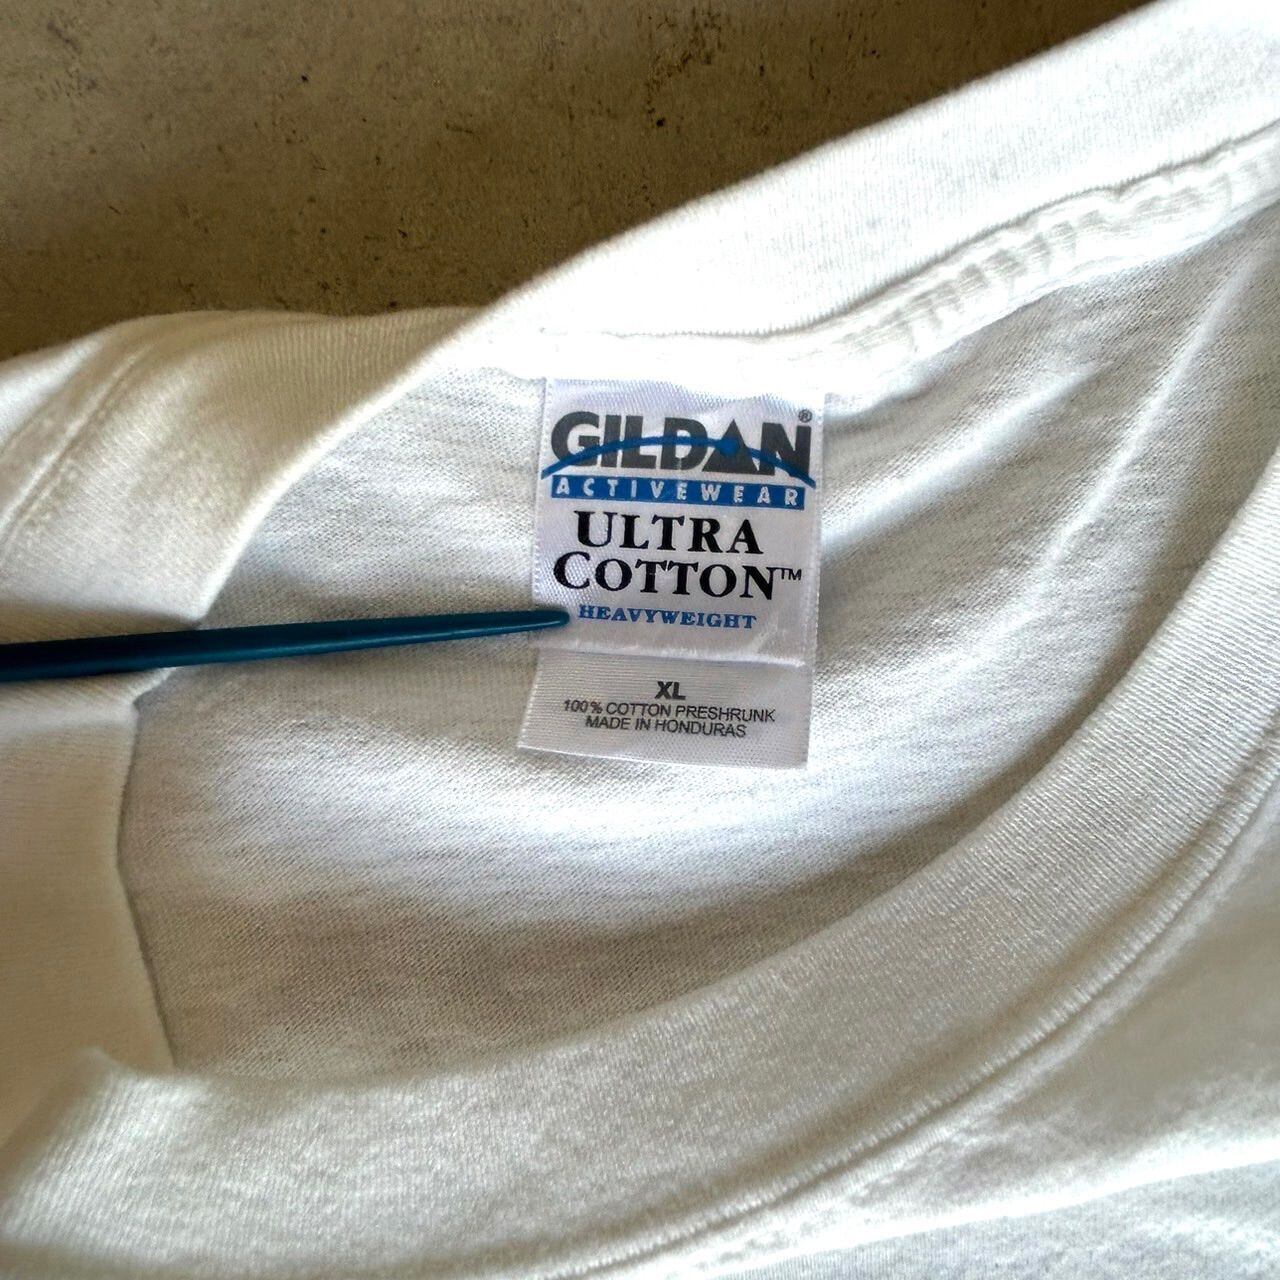 GILDAN®
ACTIVEWEAR
ULTRA
COTTON™
HEAVYWEIGHT
XL
100% COTTON PRESHRUNK
MADE IN HONDURAS